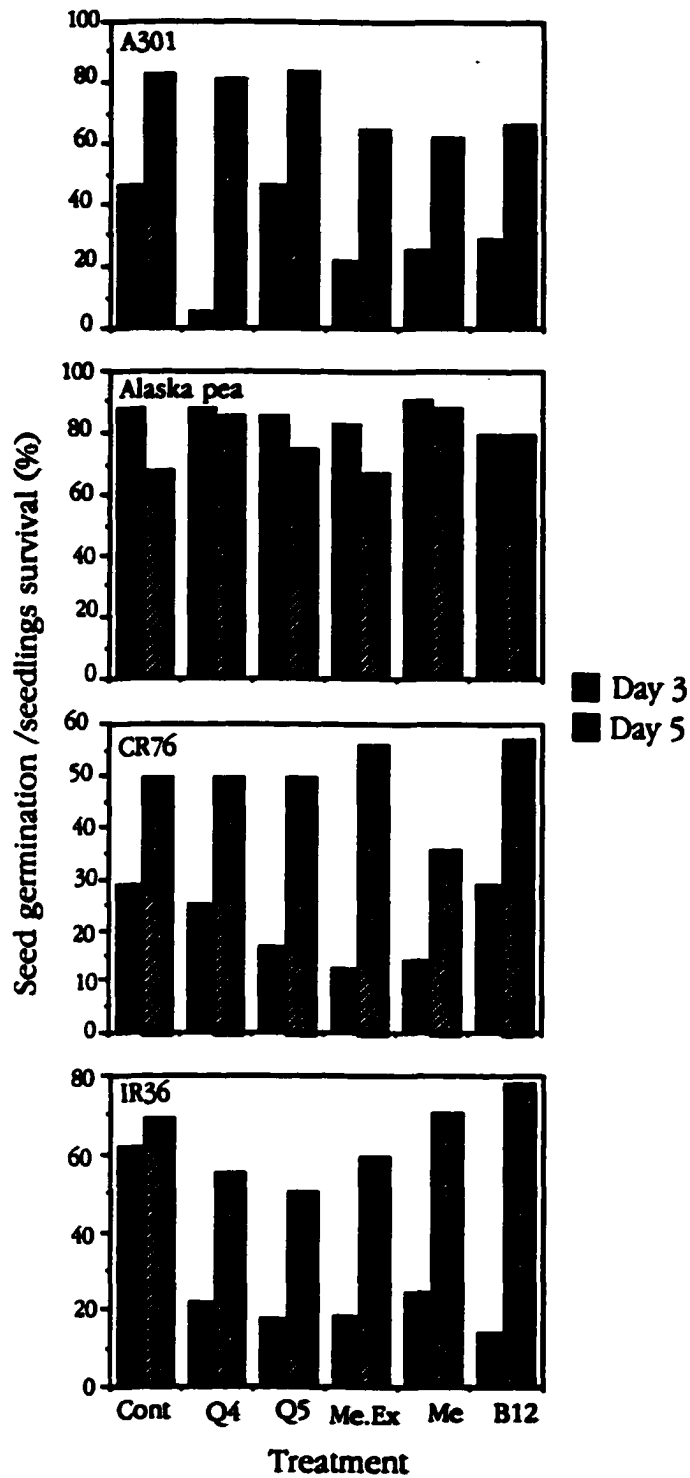 100
A301
80
60
40
20
0
100
Alaska pea
80
60
40
20
0
Seed germination /seedlings survival (%)
Day 3
Day 5
60
CR76
50
40
30
20
10
0
80
IR36
60
40
20
0
Cont Q4 Q5 Me.Ex Me B12
Treatment